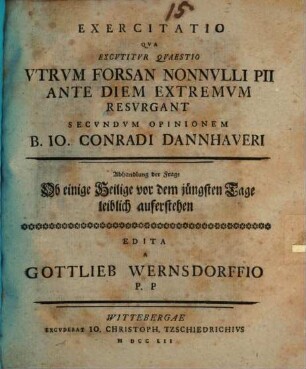 15
EXERCITATIO
QVA
EXCVTITVR QVAESTIO
VTRVM FORSAN NONNVLLI PII
ANTE DIEM EXTREMVM
RESVRGANT
SECVNDVM OPINIONEM
B. IO. CONRADI DANNHAVERI
Abhandlung der Frage
Ob einige Heilige vor dem jüngsten Tage
leiblich auferstehen
EDITA
A
GOTTLIEB WERNSDORFFIO
P. P
WITTEBERGAE
EXCVDEBAT IO. CHRISTOPH. TZSCHIEDRICHIVS
M DCC LII